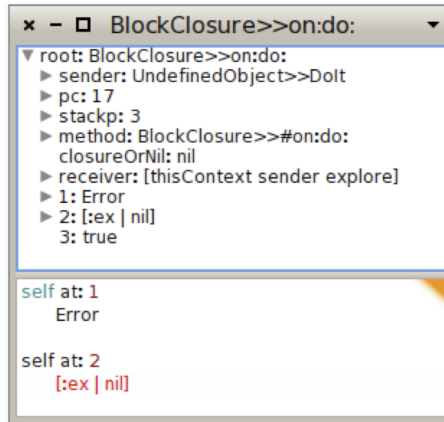 BlockClosure>>on:do:
root: BlockClosure>>on:do:
sender: UndefinedObject>>DoIt
pc: 17
stackp: 3
method: BlockClosure>>#on:do:
closureOrNil: nil
receiver: [thisContext sender explore]
1: Error
2: [:ex | nil]
3: true
self at: 1
Error
self at: 2
[:ex | nil]